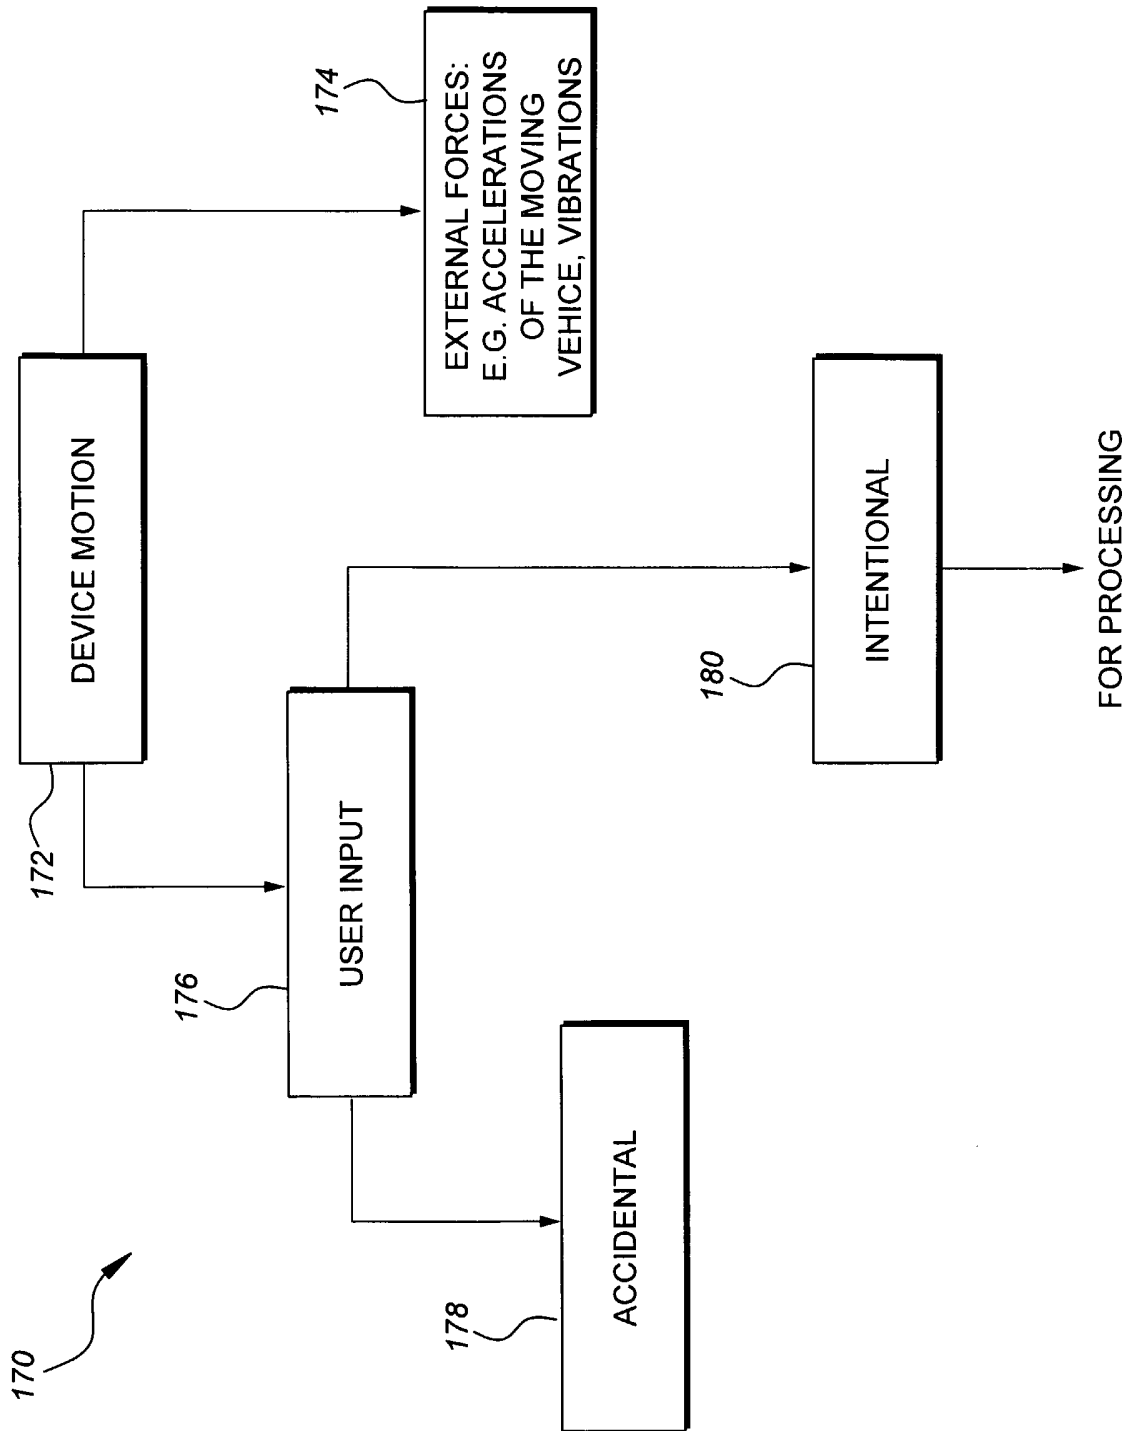 170
172
DEVICE MOTION
174
EXTERNAL FORCES:
E.G. ACCELERATIONS
OF THE MOVING
VEHICE, VIBRATIONS
176
USER INPUT
178
ACCIDENTAL
180
INTENTIONAL
FOR PROCESSING